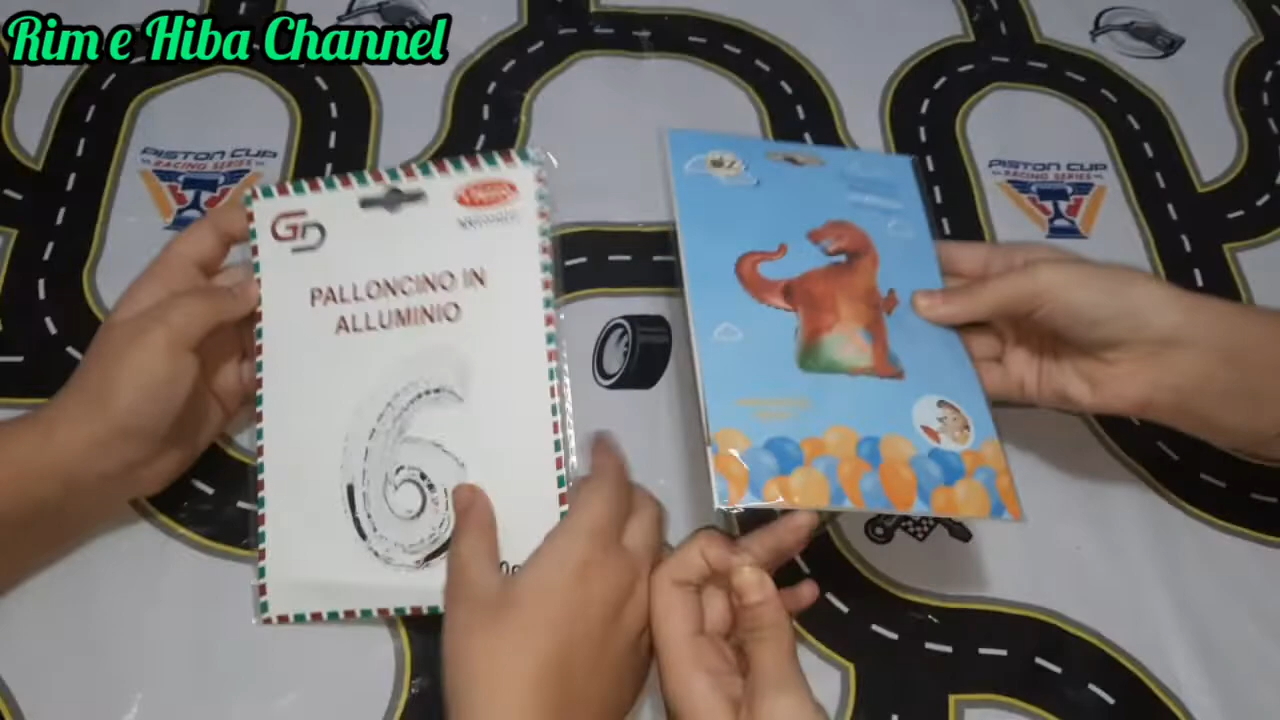 Rim e Hiba Channel
PISTON CUP
RACING SERIES
PISTON CUP
RACING SERIES
GD
PALLONCINO IN
ALLUMINIO
6